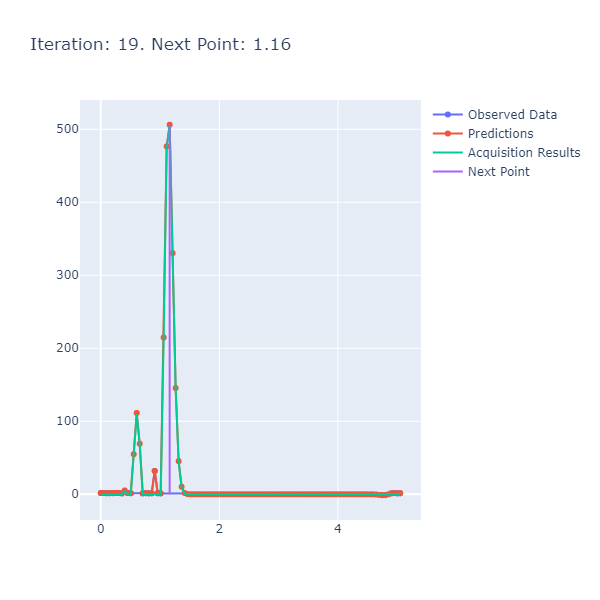 Iteration: 19. Next Point: 1.16
Observed Data
Predictions
Acquisition Results
Next Point
500
400
300
200
100
0
0
2
4